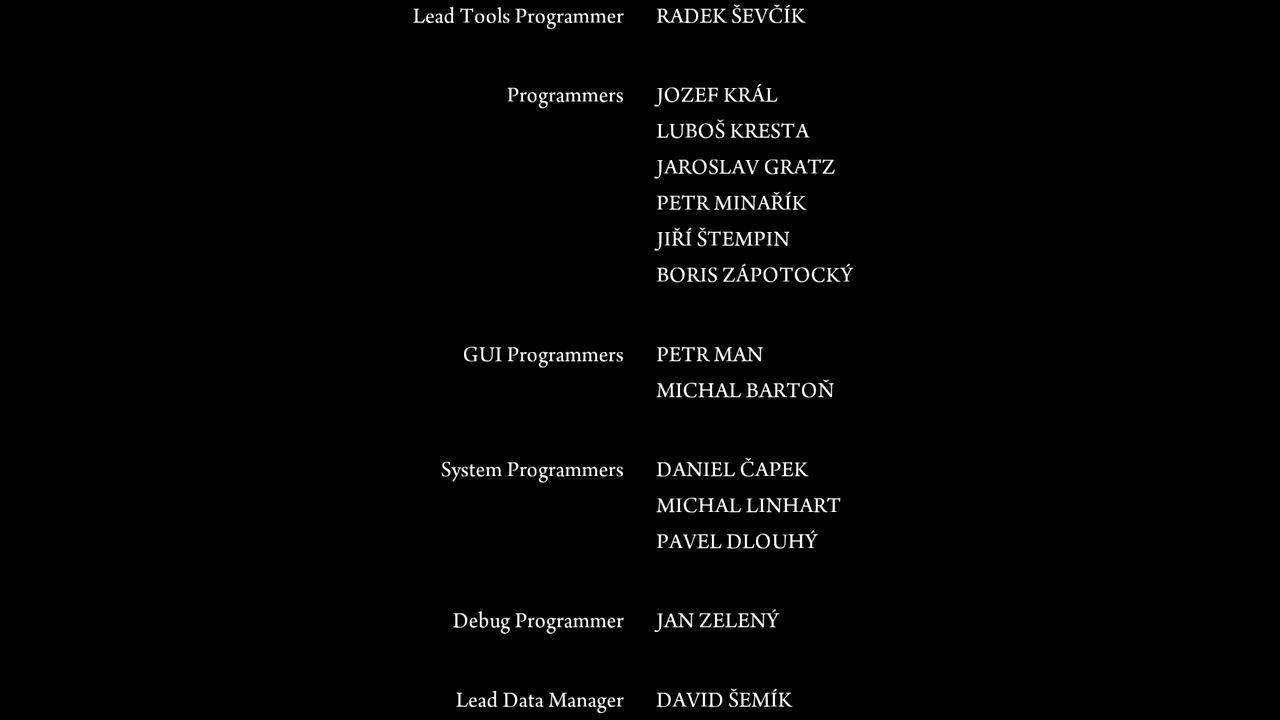 Lead Tools Programmer RADEK ŠEVČÍK
Programmers JOZEF KRÁL
LUBOŠ KRESTA
JAROSLAV GRATZ
PETR MINAŘÍK
JIŘÍ ŠTEMPIN
BORIS ZÁPOTOCKÝ
GUI Programmers PETR MAN
MICHAL BARTOŇ
System Programmers DANIEL ČAPEK
MICHAL LINHART
PAVEL DLOUHÝ
Debug Programmer JAN ZELENÝ
Lead Data Manager DAVID ŠEMÍK